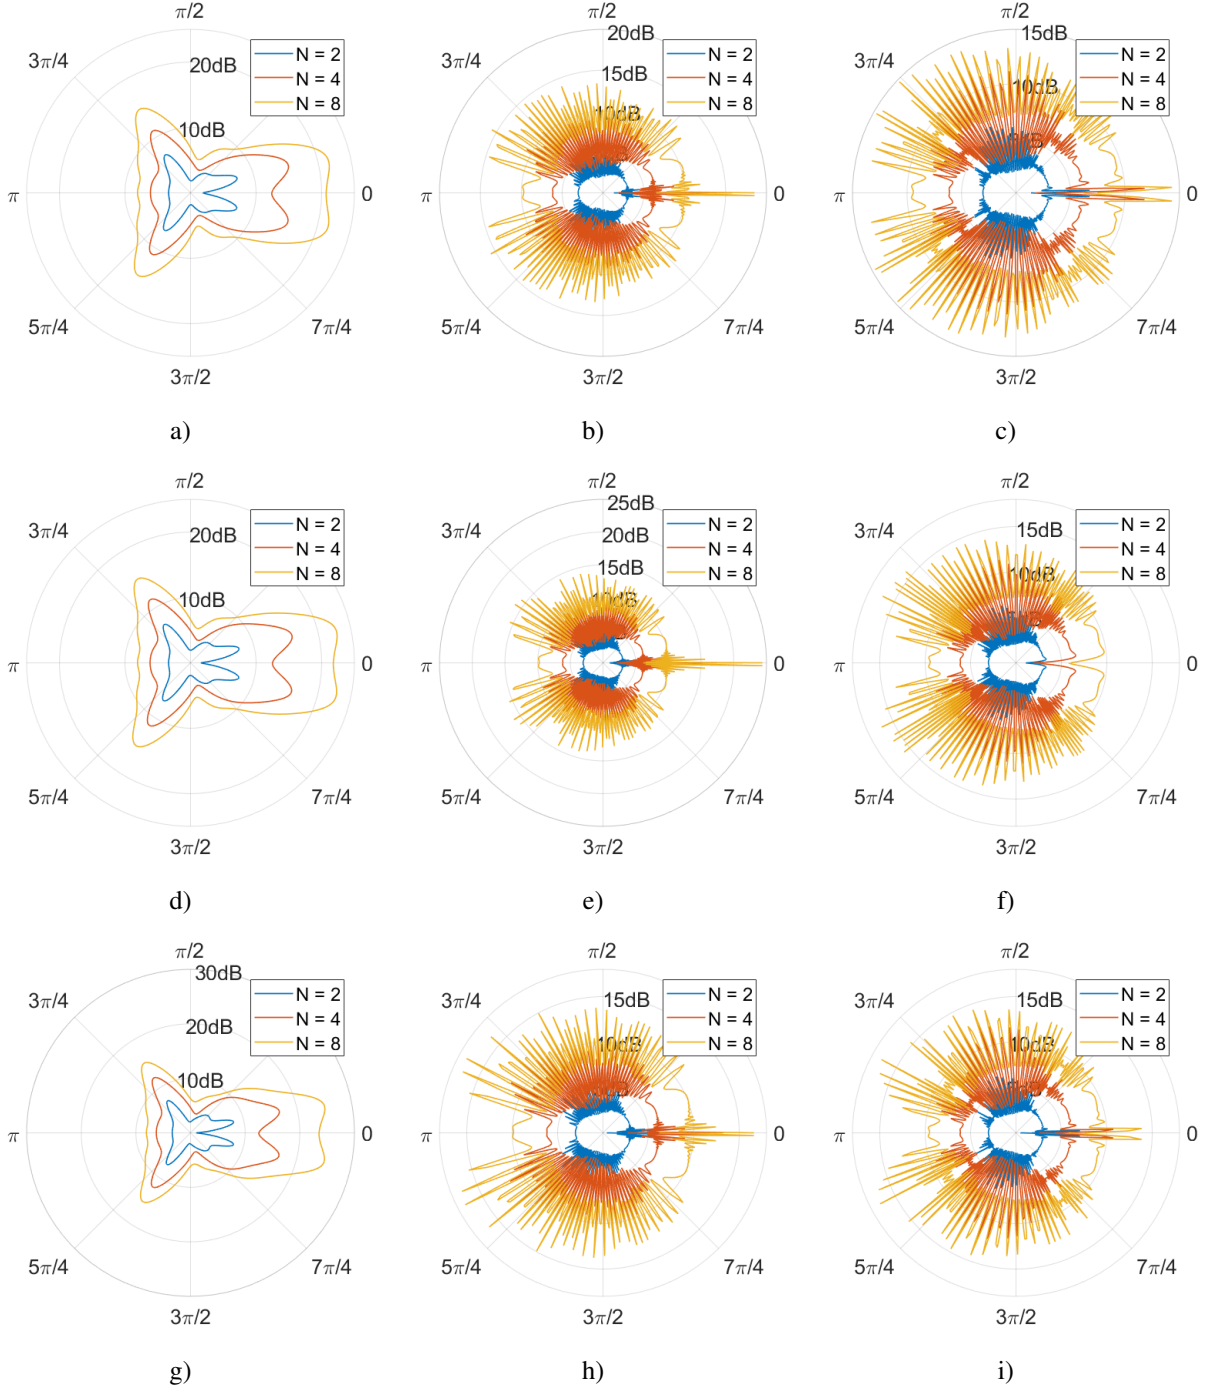 π/2 π/2 π/2
20dB 15dB
3π/4 N = 2 3π/4 N = 2 3π/4 N = 2
20dB N = 4 15dB N = 4 N = 4
N = 8 10dB N = 8 10dB N = 8
10dB
π 0 π 0 π 0
5π/4 7π/4 5π/4 7π/4 5π/4 7π/4
3π/2 3π/2 3π/2
a) b) c)
π/2 π/2 π/2
25dB
3π/4 N = 2 3π/4 N = 2 3π/4 N = 2
20dB N = 4 20dB N = 4 15dB N = 4
N = 8 15dB N = 8 10dB N = 8
10dB 10dB
π 0 π 0 π 0
5π/4 7π/4 5π/4 7π/4 5π/4 7π/4
3π/2 3π/2 3π/2
d) e) f)
π/2 π/2 π/2
30dB
3π/4 N = 2 3π/4 N = 2 3π/4 N = 2
20dB N = 4 15dB N = 4 15dB N = 4
N = 8 10dB N = 8 10dB N = 8
10dB
π 0 π 0 π 0
5π/4 7π/4 5π/4 7π/4 5π/4 7π/4
3π/2 3π/2 3π/2
g) h) i)